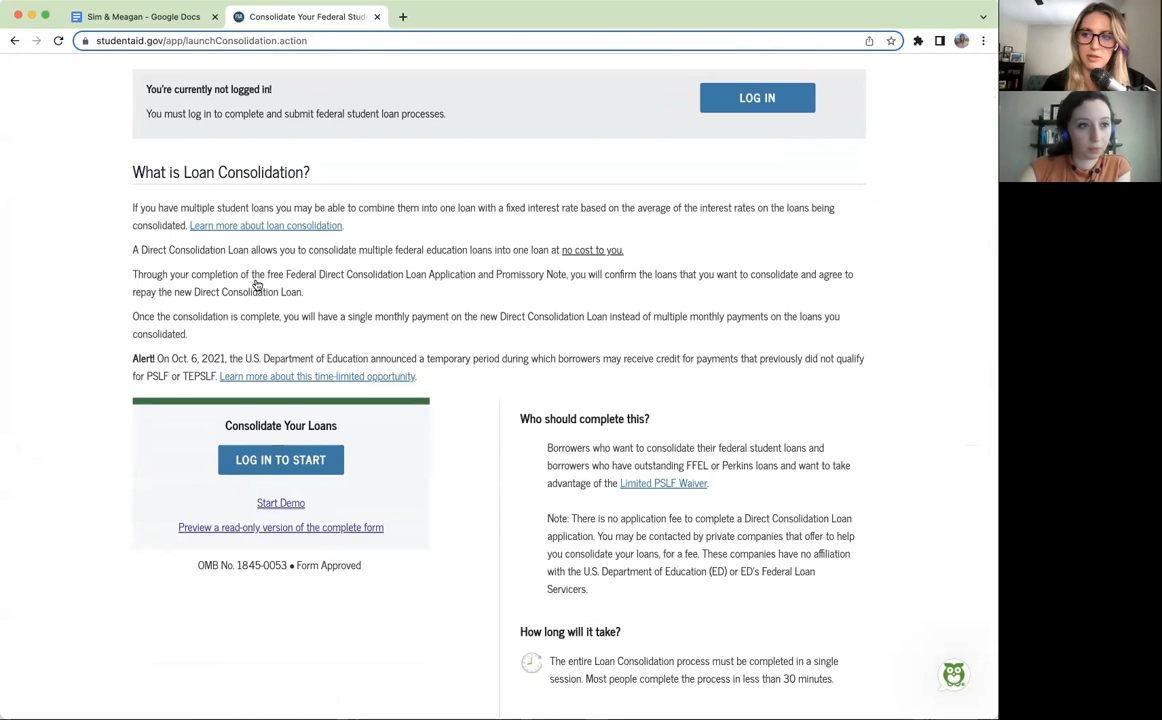 Sim & Meagan - Google Docs
Consolidate Your Federal Stud
studentaid.gov/app/launchConsolidation.action
You're currently not logged in!
You must log in to complete and submit federal student loan processes.
LOG IN
What is Loan Consolidation?
If you have multiple student loans you may be able to combine them into one loan with a fixed interest rate based on the average of the interest rates on the loans being
consolidated. Learn more about loan consolidation.
A Direct Consolidation Loan allows you to consolidate multiple federal education loans into one loan at no cost to you.
Through your completion of the free Federal Direct Consolidation Loan Application and Promissory Note, you will confirm the loans that you want to consolidate and agree to
repay the new Direct Consolidation Loan.
Once the consolidation is complete, you will have a single monthly payment on the new Direct Consolidation Loan instead of multiple monthly payments on the loans you
consolidated.
Alert! On Oct. 6, 2021, the U.S. Department of Education announced a temporary period during which borrowers may receive credit for payments that previously did not qualify
for PSLF or TEPSLF. Learn more about this time-limited opportunity.
Consolidate Your Loans
LOG IN TO START
Start Demo
Preview a read-only version of the complete form
OMB No. 1845-0053 • Form Approved
Who should complete this?
Borrowers who want to consolidate their federal student loans and
borrowers who have outstanding FFEL or Perkins loans and want to take
advantage of the Limited PSLF Waiver.
Note: There is no application fee to complete a Direct Consolidation Loan
application. You may be contacted by private companies that offer to help
you consolidate your loans, for a fee. These companies have no affiliation
with the U.S. Department of Education (ED) or ED's Federal Loan
Servicers.
How long will it take?
The entire Loan Consolidation process must be completed in a single
session. Most people complete the process in less than 30 minutes.